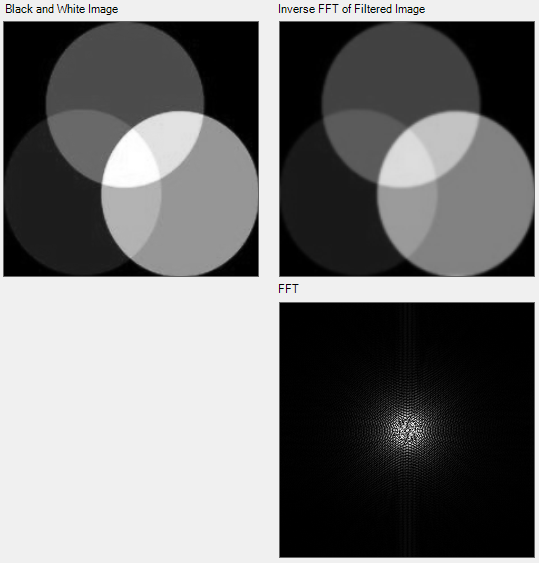 Black and White Image
Inverse FFT of Filtered Image
FFT